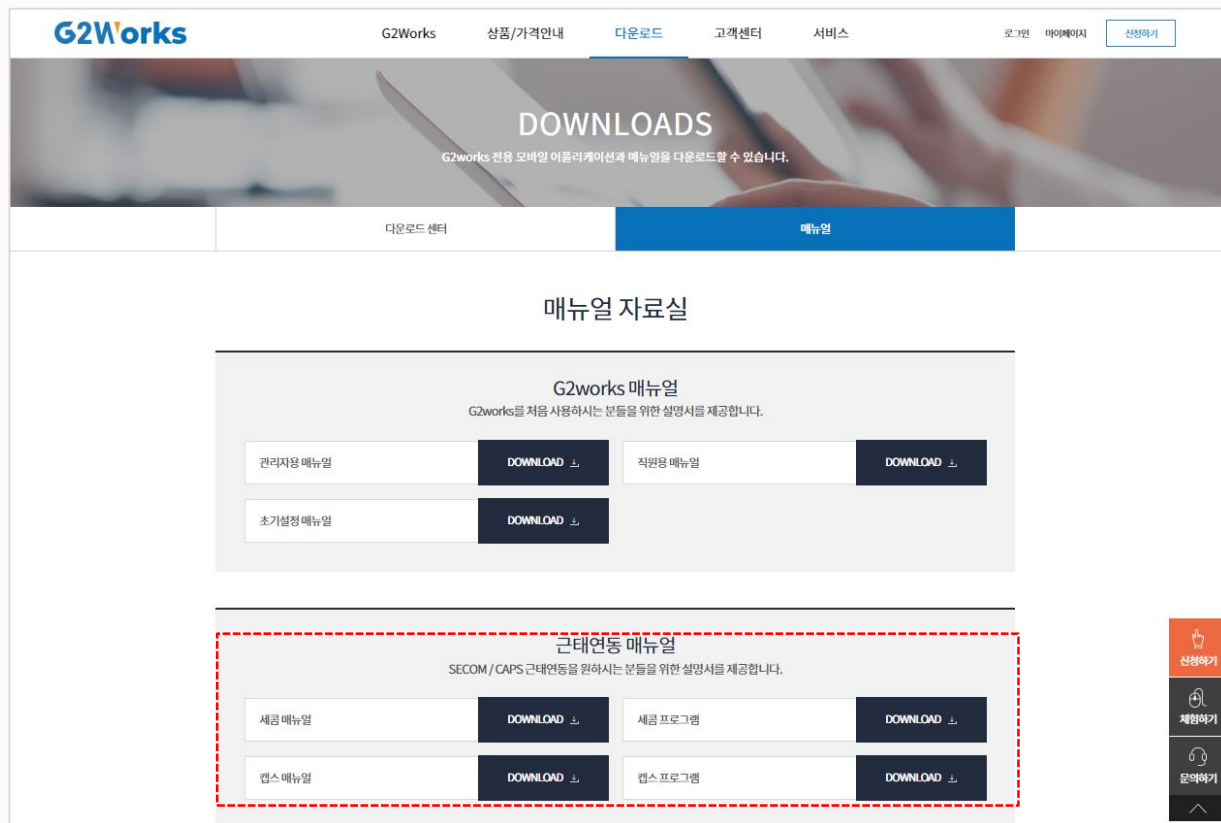 G2Works
G2Works 상품/가격안내 다운로드 고객센터 서비스
로그인 마이페이지 신청하기
DOWNLOADS
G2works 전용 모바일 어플리케이션과 매뉴얼을 다운로드할 수 있습니다.
다운로드 센터 매뉴얼
매뉴얼 자료실
G2works 매뉴얼
G2works를 처음 사용하시는 분들을 위한 설명서를 제공합니다.
관리자용 매뉴얼 DOWNLOAD 직원용 매뉴얼 DOWNLOAD
초기설정 매뉴얼 DOWNLOAD
근태연동 매뉴얼
SECOM / CAPS 근태연동을 원하시는 분들을 위한 설명서를 제공합니다.
세콤 매뉴얼 DOWNLOAD 세콤 프로그램 DOWNLOAD
캡스 매뉴얼 DOWNLOAD 캡스 프로그램 DOWNLOAD
신청하기
체험하기
문의하기